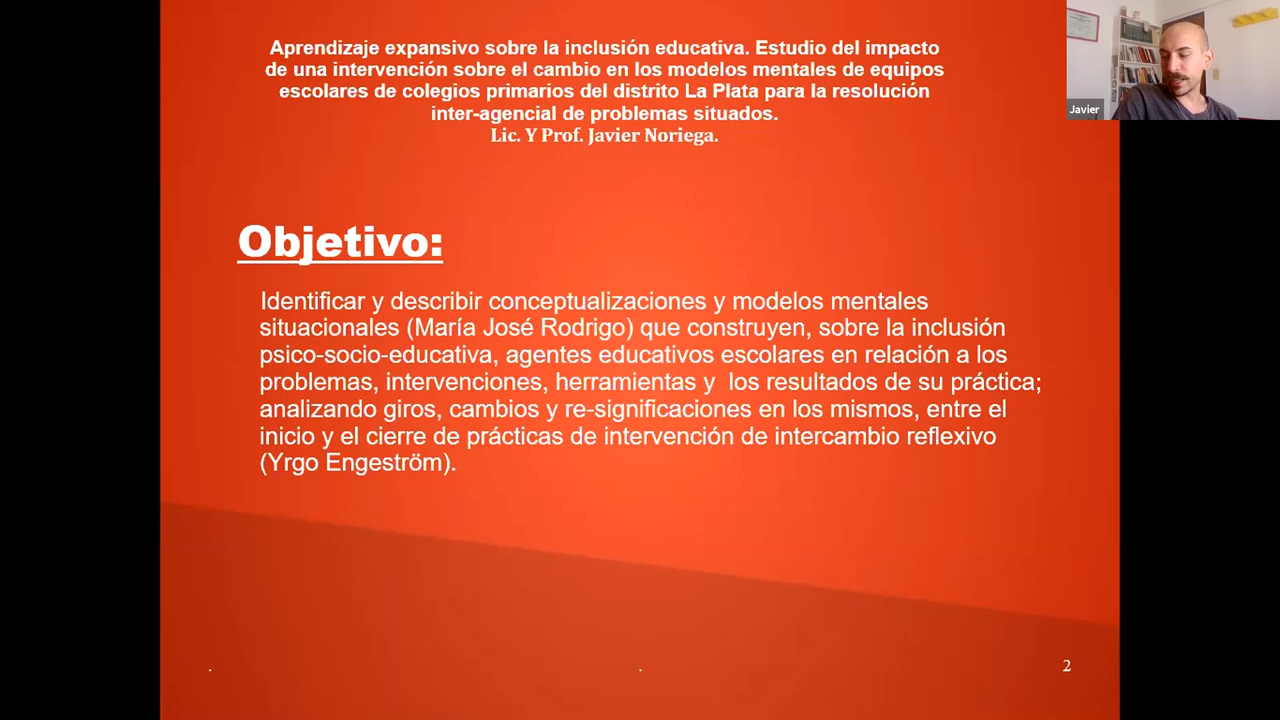 Aprendizaje expansivo sobre la inclusión educativa. Estudio del impacto
de una intervención sobre el cambio en los modelos mentales de equipos
escolares de colegios primarios del distrito La Plata para la resolución
inter-agencial de problemas situados.
Lic. Y Prof. Javier Noriega.
Javier
Objetivo:
Identificar y describir conceptualizaciones y modelos mentales
situacionales (María José Rodrigo) que construyen, sobre la inclusión
psico-socio-educativa, agentes educativos escolares en relación a los
problemas, intervenciones, herramientas y  los resultados de su práctica;
analizando giros, cambios y re-significaciones en los mismos, entre el
inicio y el cierre de prácticas de intervención de intercambio reflexivo
(Yrgo Engeström).
. . 2